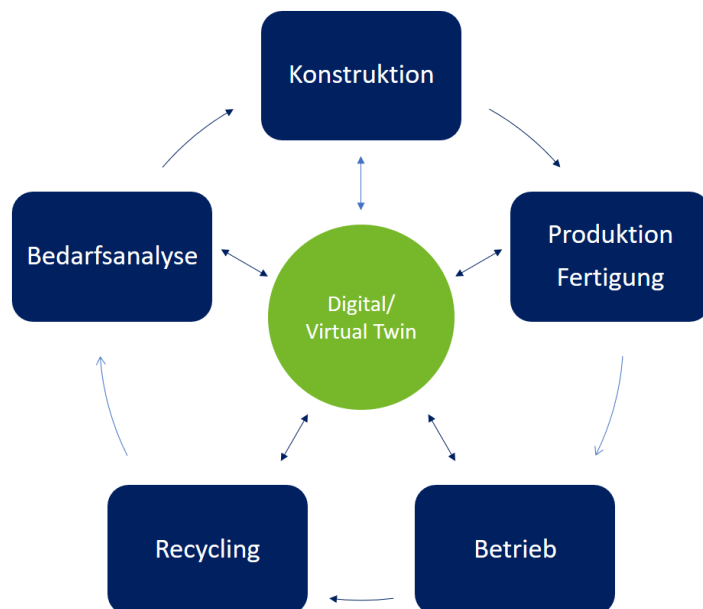 Konstruktion
Bedarfsanalyse
Produktion
Fertigung
Digital/
Virtual Twin
Recycling
Betrieb